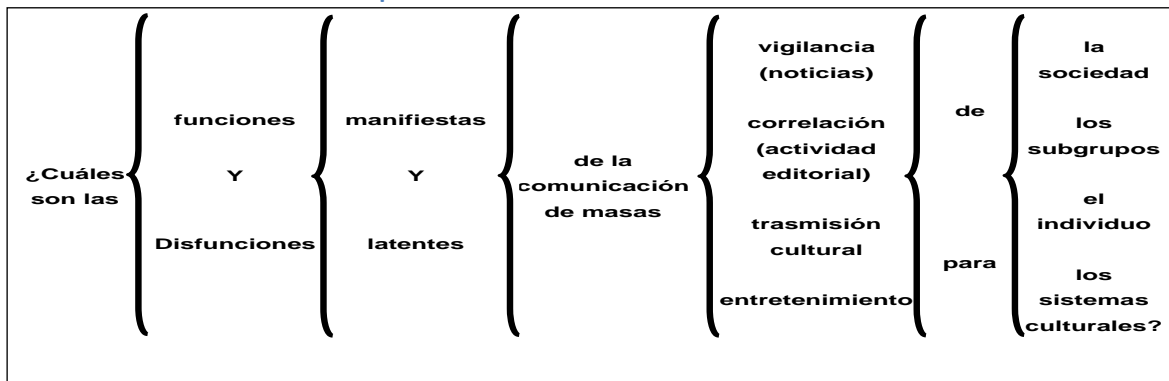 ¿Cuáles
son las
funciones
Y
Disfunciones
manifiestas
Y
latentes
de la
comunicación
de masas
vigilancia
(noticias)
correlación
(actividad
editorial)
trasmisión
cultural
entretenimiento
de
para
la
sociedad
los
subgrupos
el
individuo
los
sistemas
culturales?